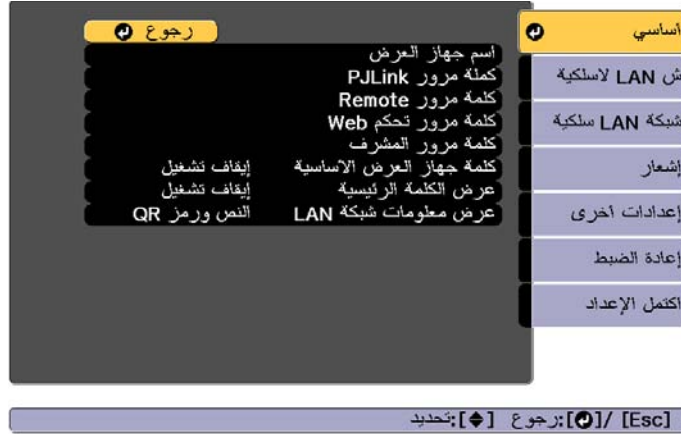 أساسي
ش LAN لاسلكية
شبكة LAN سلكية
إشعار
إعدادات أخرى
إعادة الضبط
اكتمل الإعداد
رجوع
اسم جهاز العرض
كملة مرور PJLink
كلمة مرور Remote
كلمة مرور تحكم Web
كلمة مرور المشرف
كلمة جهاز العرض الأساسية إيقاف تشغيل
عرض الكلمة الرئيسية إيقاف تشغيل
عرض معلومات شبكة LAN النص ورمز QR
[Esc] /[]:رجوع []:تحديد